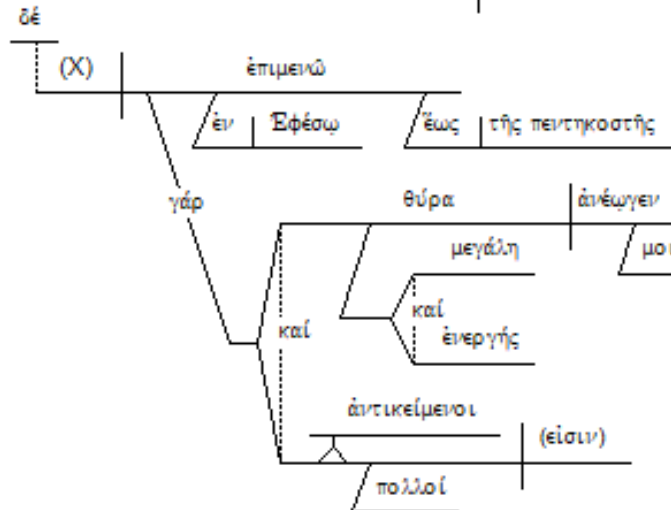 δέ
(X) ἐπιμενῶ
ἐν Ἐφέσῳ ἕως τῆς πεντηκοστῆς
γάρ θύρα ἀνέῳγεν
μεγάλη
καί
ἐνεργής
καί
ἀντικείμενοι
(εἰσιν)
πολλοί